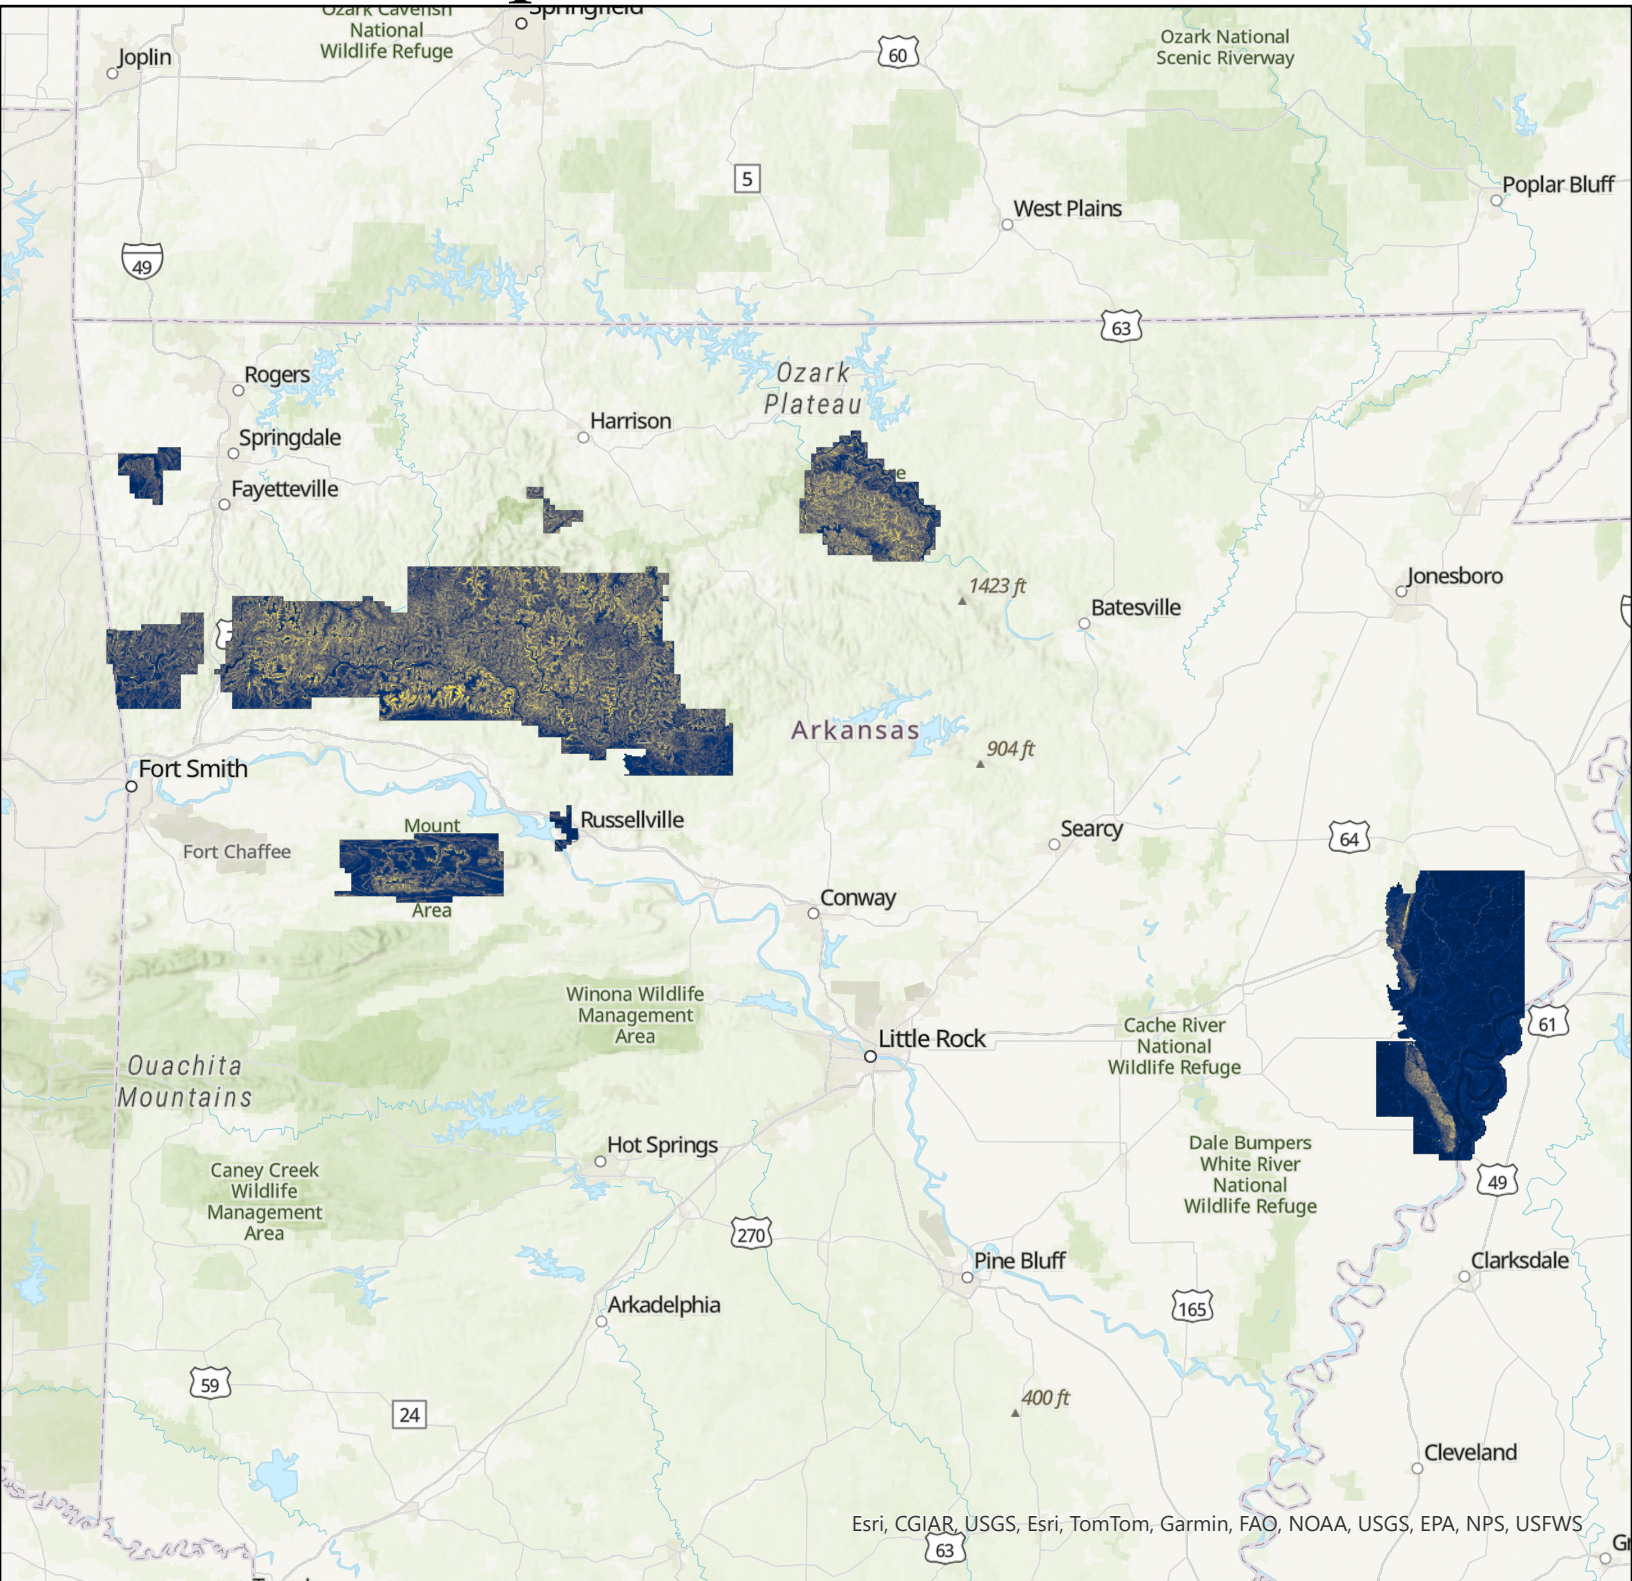 Ozark Cavefish
National
Wildlife Refuge
Springfield
Joplin
60
Ozark National
Scenic Riverway
5
Poplar Bluff
West Plains
49
63
Rogers
Ozark
Plateau
Harrison
Springdale
Fayetteville
1423 ft
Jonesboro
Batesville
Arkansas
904 ft
Fort Smith
Mount
Russellville
Searcy
64
Fort Chaffee
Conway
Area
Winona Wildlife
Management
Area
Cache River
National
Wildlife Refuge
61
Little Rock
Ouachita
Mountains
Hot Springs
Dale Bumpers
White River
National
Wildlife Refuge
49
Caney Creek
Wildlife
Management
Area
270
Pine Bluff
Clarksdale
Arkadelphia
165
59
24
400 ft
Cleveland
Esri, CGIAR, USGS, Esri, TomTom, Garmin, FAO, NOAA, USGS, EPA, NPS, USFWS
63